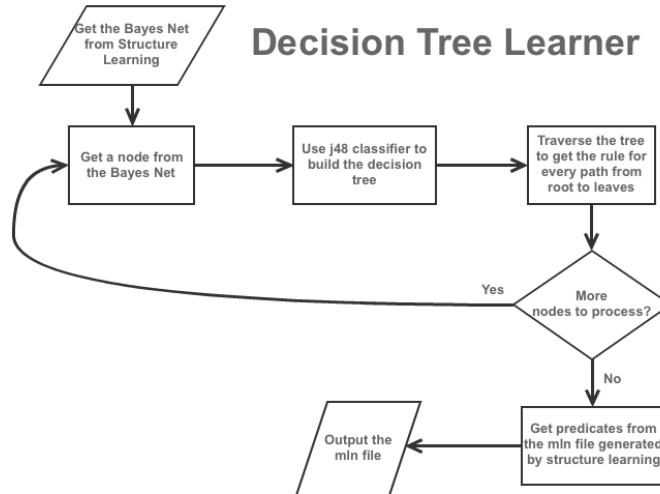 Get the Bayes Net
from Structure
Learning
Decision Tree Learner
Get a node from
the Bayes Net
Use j48 classifier to
build the decision
tree
Traverse the tree
to get the rule for
every path from
root to leaves
Yes
More
nodes to process?
No
Get predicates from
the mln file generated
by structure learning
Output the
mln file